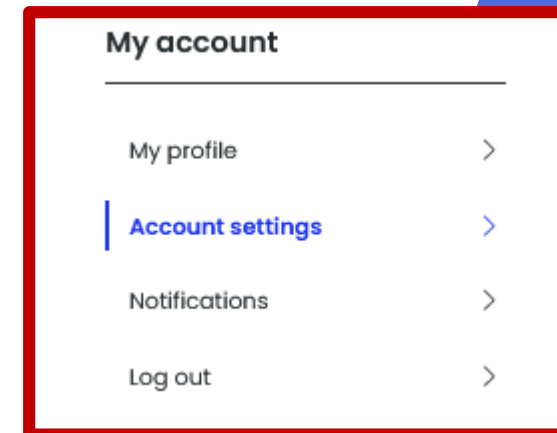 My account
My profile
Account settings
Notifications
Log out